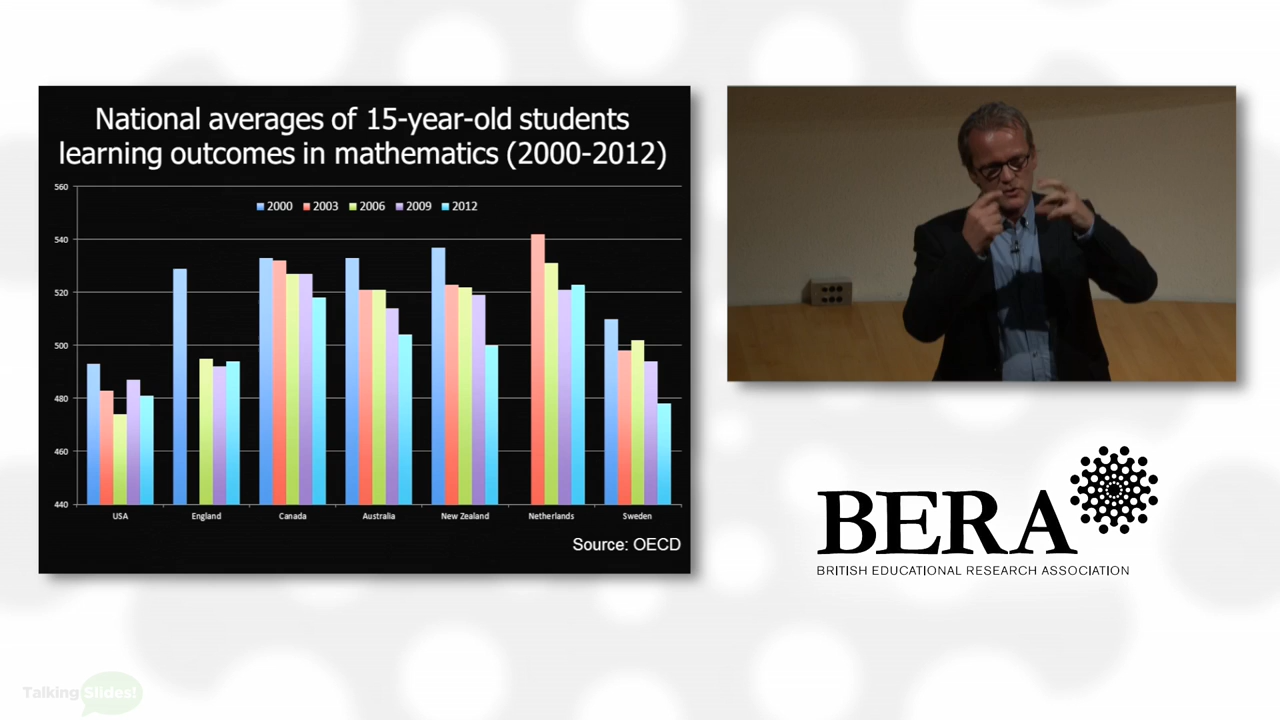 National averages of 15-year-old students
learning outcomes in mathematics (2000-2012)
560
2000 2003 2006 2009 2012
540
520
500
480
460
440
USA England Canada Australia New Zealand Netherlands Sweden
Source: OECD
BERA
BRITISH EDUCATIONAL RESEARCH ASSOCIATION
Talking Slides!